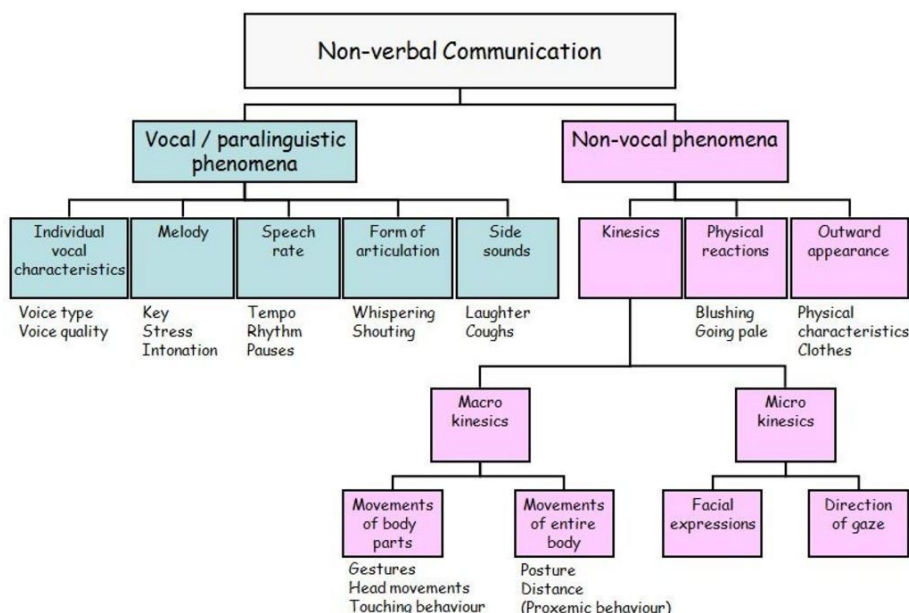 Non-verbal Communication
Vocal / paralinguistic
phenomena
Non-vocal phenomena
Individual
vocal
characteristics
Melody
Speech
rate
Form of
articulation
Side
sounds
Kinesics
Physical
reactions
Outward
appearance
Voice type
Voice quality
Key
Stress
Intonation
Tempo
Rhythm
Pauses
Whispering
Shouting
Laughter
Coughs
Blushing
Going pale
Physical
characteristics
Clothes
Macro
kinesics
Micro
kinesics
Movements
of body
parts
Movements
of entire
body
Facial
expressions
Direction
of gaze
Gestures
Head movements
Touching behaviour
Posture
Distance
(Proxemic behaviour)